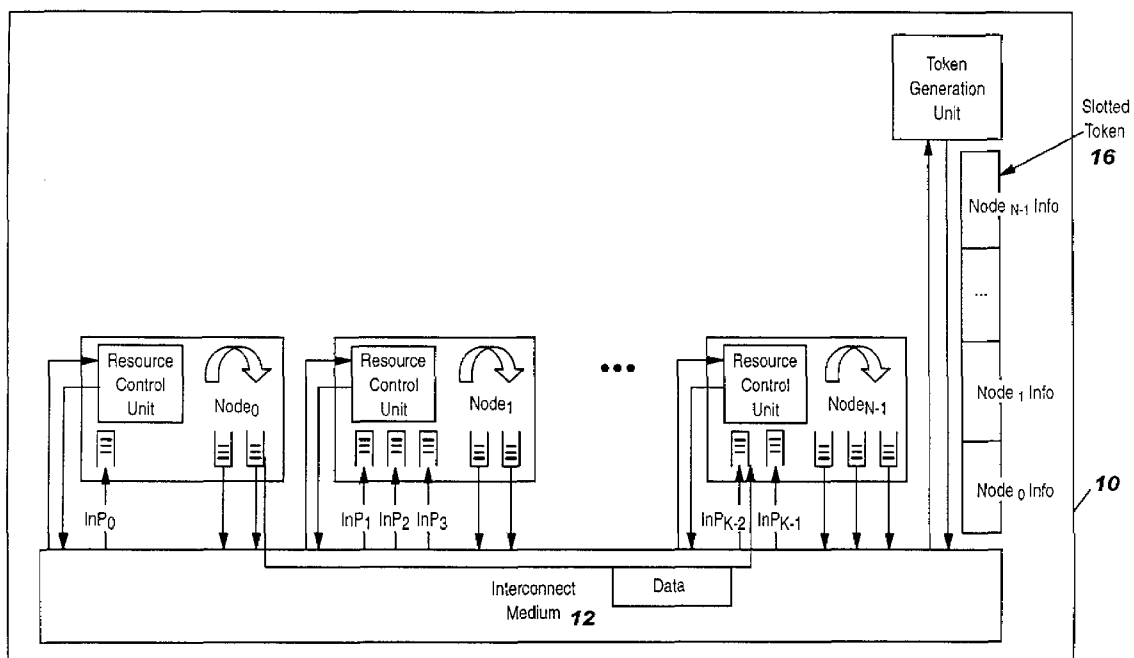 Token
Generation
Unit
Slotted
Token
16
Node N-1 Info
...
Node 1 Info
Node 0 Info
10
Resource
Control
Unit
Node0
InP0
Resource
Control
Unit
Node1
InP1 InP2 InP3
Resource
Control
Unit
NodeN-1
InPK-2 InPK-1
Interconnect
Medium 12
Data